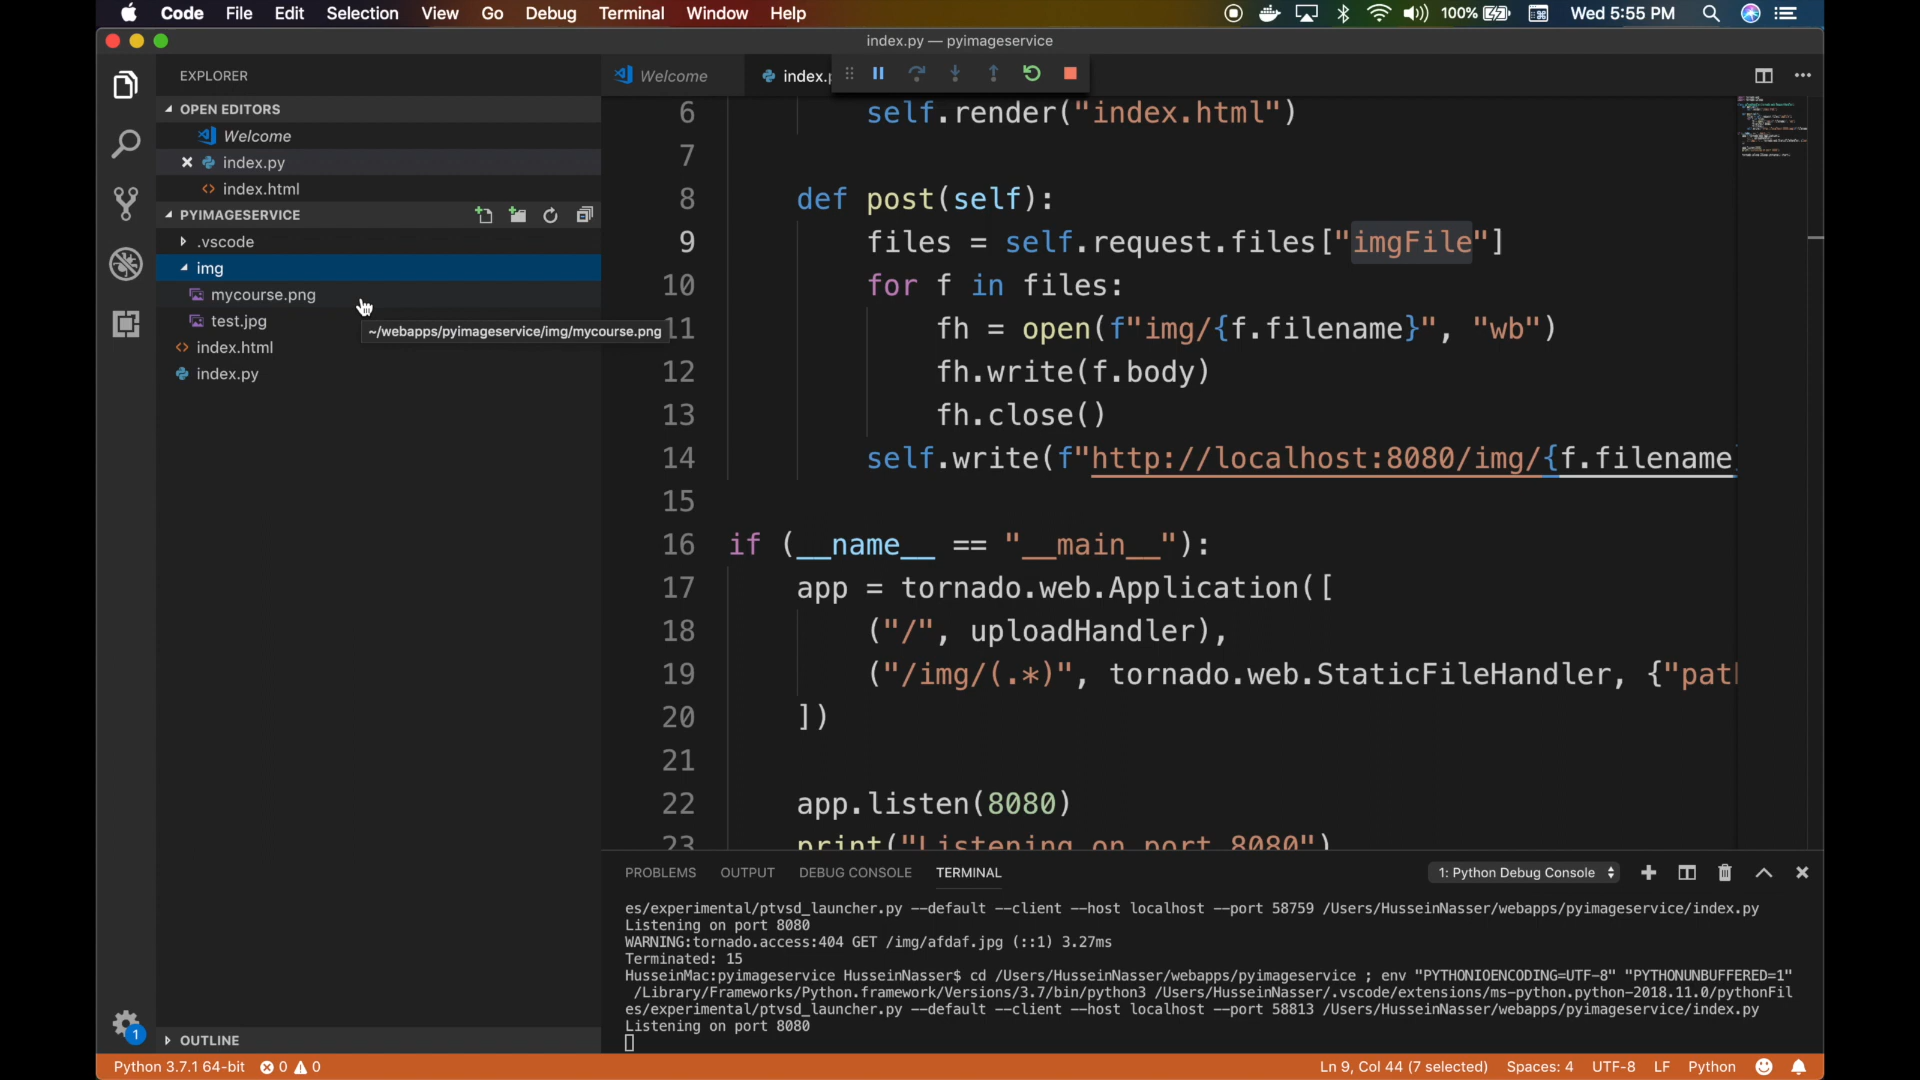 Code File Edit Selection View Go Debug Terminal Window Help 100% Wed 5:55 PM
index.py — pyimageservice
EXPLORER
Welcome
index.p
OPEN EDITORS
Welcome
index.py
index.html
PYIMAGESERVICE
.vscode
img
mycourse.png
test.jpg
~/webapps/pyimageservice/img/mycourse.png
index.html
index.py
OUTLINE
6 self.render("index.html")
7
8 def post(self):
9 files = self.request.files["imgFile"]
10 for f in files:
11 fh = open(f"img/{f.filename}", "wb")
12 fh.write(f.body)
13 fh.close()
14 self.write(f"http://localhost:8080/img/{f.filename}
15
16 if (__name__ == "__main__"):
17 app = tornado.web.Application([
18 ("/", uploadHandler),
19 ("/img/(.*)", tornado.web.StaticFileHandler, {"path
20 ])
21
22 app.listen(8080)
23 print("Listening on port 8080")
PROBLEMS OUTPUT DEBUG CONSOLE TERMINAL 1: Python Debug Console
es/experimental/ptvsd_launcher.py --default --client --host localhost --port 58759 /Users/HusseinNasser/webapps/pyimageservice/index.py
Listening on port 8080
WARNING:tornado.access:404 GET /img/afdaf.jpg (::1) 3.27ms
Terminated: 15
HusseinMac:pyimageservice HusseinNasser$ cd /Users/HusseinNasser/webapps/pyimageservice ; env "PYTHONIOENCODING=UTF-8" "PYTHONUNBUFFERED=1"
/Library/Frameworks/Python.framework/Versions/3.7/bin/python3 /Users/HusseinNasser/.vscode/extensions/ms-python.python-2018.11.0/pythonFil
es/experimental/ptvsd_launcher.py --default --client --host localhost --port 58813 /Users/HusseinNasser/webapps/pyimageservice/index.py
Listening on port 8080
1
Python 3.7.1 64-bit 0 0 Ln 9, Col 44 (7 selected) Spaces: 4 UTF-8 LF Python